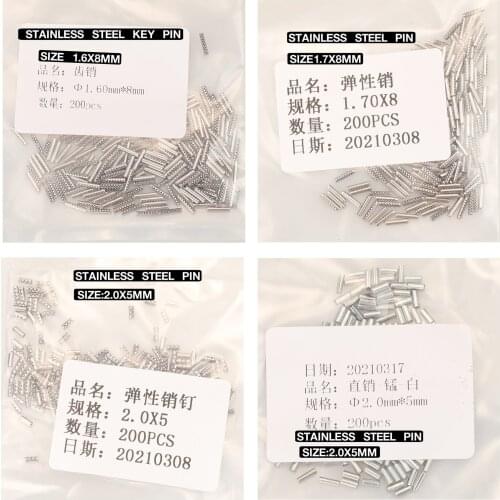 STAINLESS STEEL KEY PIN
SIZE 1.6X8MM
品名: 齿销
规格: Φ1.60mm*8mm
数量: 200pcs
STAINLESS STEEL PIN
SIZE1.7X8MM
品名: 弹性销
规格: 1.70X8
数量: 200PCS
日斯: 20210308
STAINLESS STEEL PIN
SIZE:2.0X5MM
品名: 弹性销钉
规格: 2.0X5
数量: 200PCS
日斯: 20210308
日期: 20210317
品名: 直销-锰-白
规格: Φ2.0mm*5mm
数量: 200pcs
STAINLESS STEEL PIN
SIZE:2.0X5MM